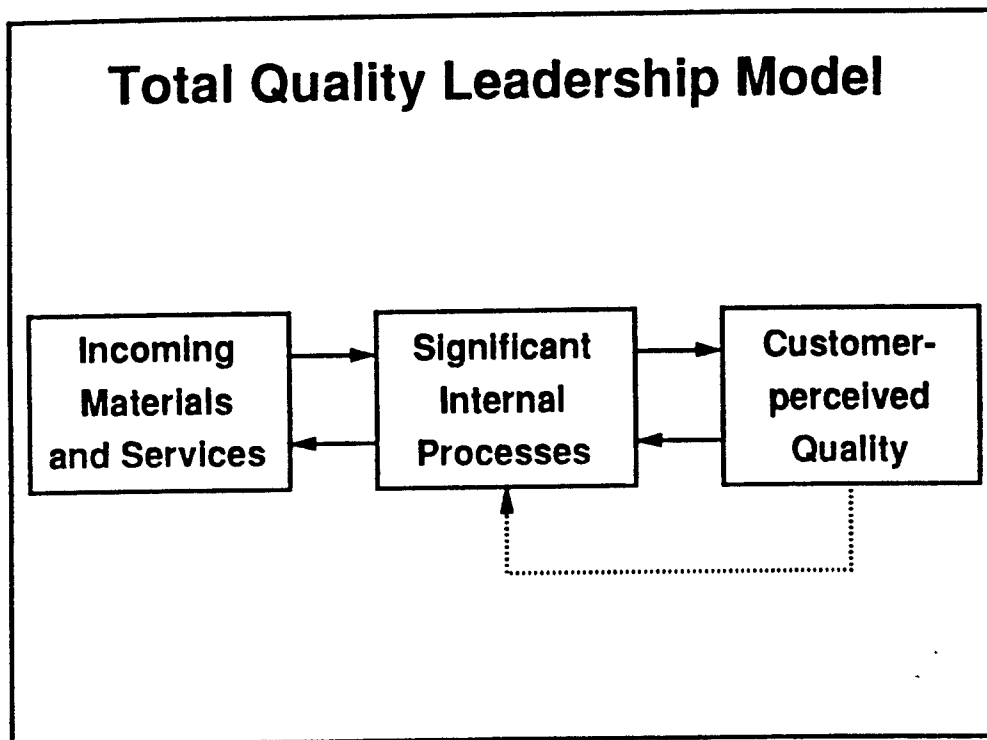 Total Quality Leadership Model
Incoming
Materials
and Services
Significant
Internal
Processes
Customer-
perceived
Quality